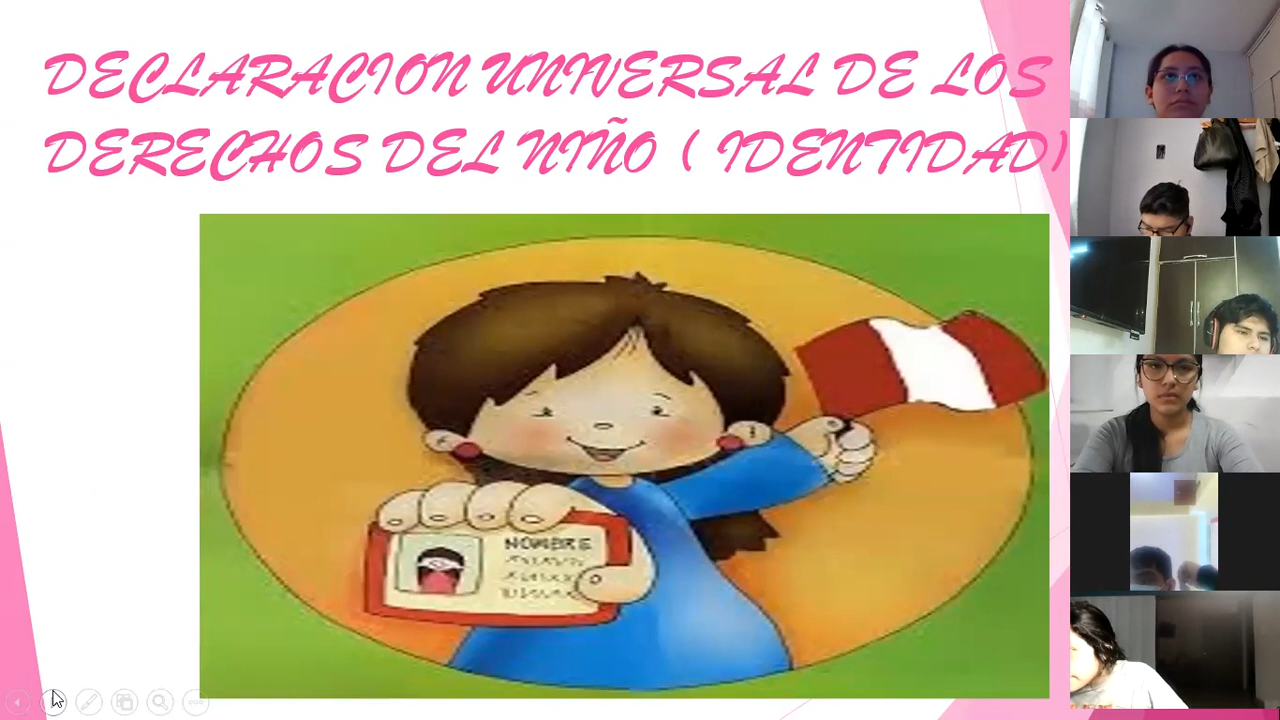 DECLARACION UNIVERSAL DE LOS
DERECHOS DEL NIÑO ( IDENTIDAD)
NOMBRE